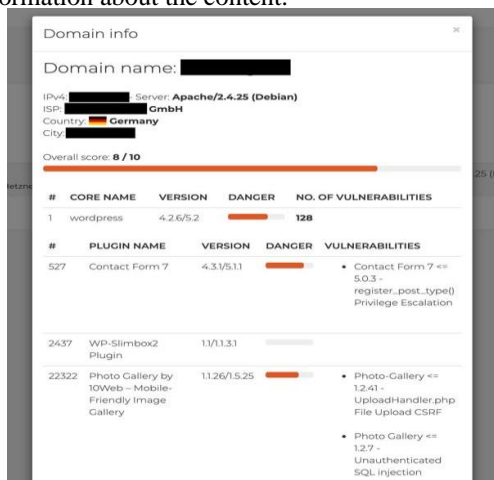 formation about the content.
Domain info
×
Domain name:
IPv4: - Server: Apache/2.4.25 (Debian)
ISP: GmbH
Country: Germany
City:
Overall score: 8 / 10
# CORE NAME VERSION DANGER NO. OF VULNERABILITIES
1 wordpress 4.2.6/5.2 128
# PLUGIN NAME VERSION DANGER VULNERABILITIES
527 Contact Form 7 4.3.1/5.1.1 • Contact Form 7 <=
5.0.3 -
register_post_type()
Privilege Escalation
2437 WP-Slimbox2 1.1/1.1.3.1
Plugin
22322 Photo Gallery by 1.1.26/1.5.25 • Photo-Gallery <=
10Web – Mobile- 1.2.41 -
Friendly Image UploadHandler.php
Gallery File Upload CSRF
• Photo Gallery <=
1.2.7 -
Unauthenticated
SQL injection